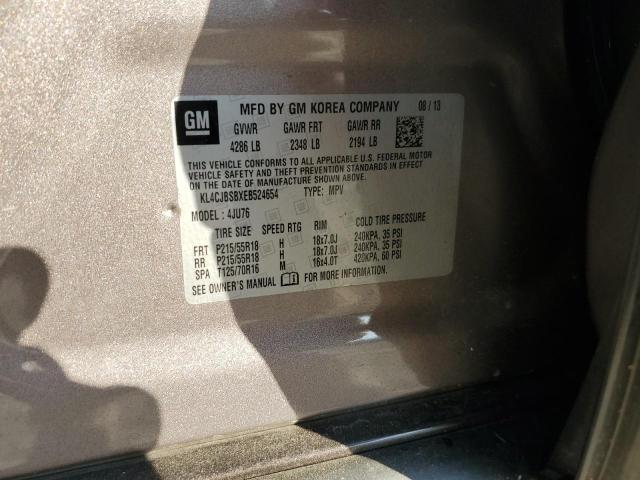 GM
MFD BY GM KOREA COMPANY 08 / 13
GVWR GAWR FRT GAWR RR
4286 LB 2348 LB 2194 LB
THIS VEHICLE CONFORMS TO ALL APPLICABLE U.S. FEDERAL MOTOR
VEHICLE SAFETY AND THEFT PREVENTION STANDARDS IN EFFECT
ON THE DATE OF MANUFACTURE SHOWN ABOVE.
KL4CJBSBXEB524654 TYPE: MPV
MODEL: 4JU76
TIRE SIZE SPEED RTG RIM COLD TIRE PRESSURE
FRT P215/55R18 H 18x7.0J 240KPA, 35 PSI
RR P215/55R18 H 18x7.0J 240KPA, 35 PSI
SPA T125/70R16 M 16x4.0T 420KPA, 60 PSI
SEE OWNER'S MANUAL FOR MORE INFORMATION.